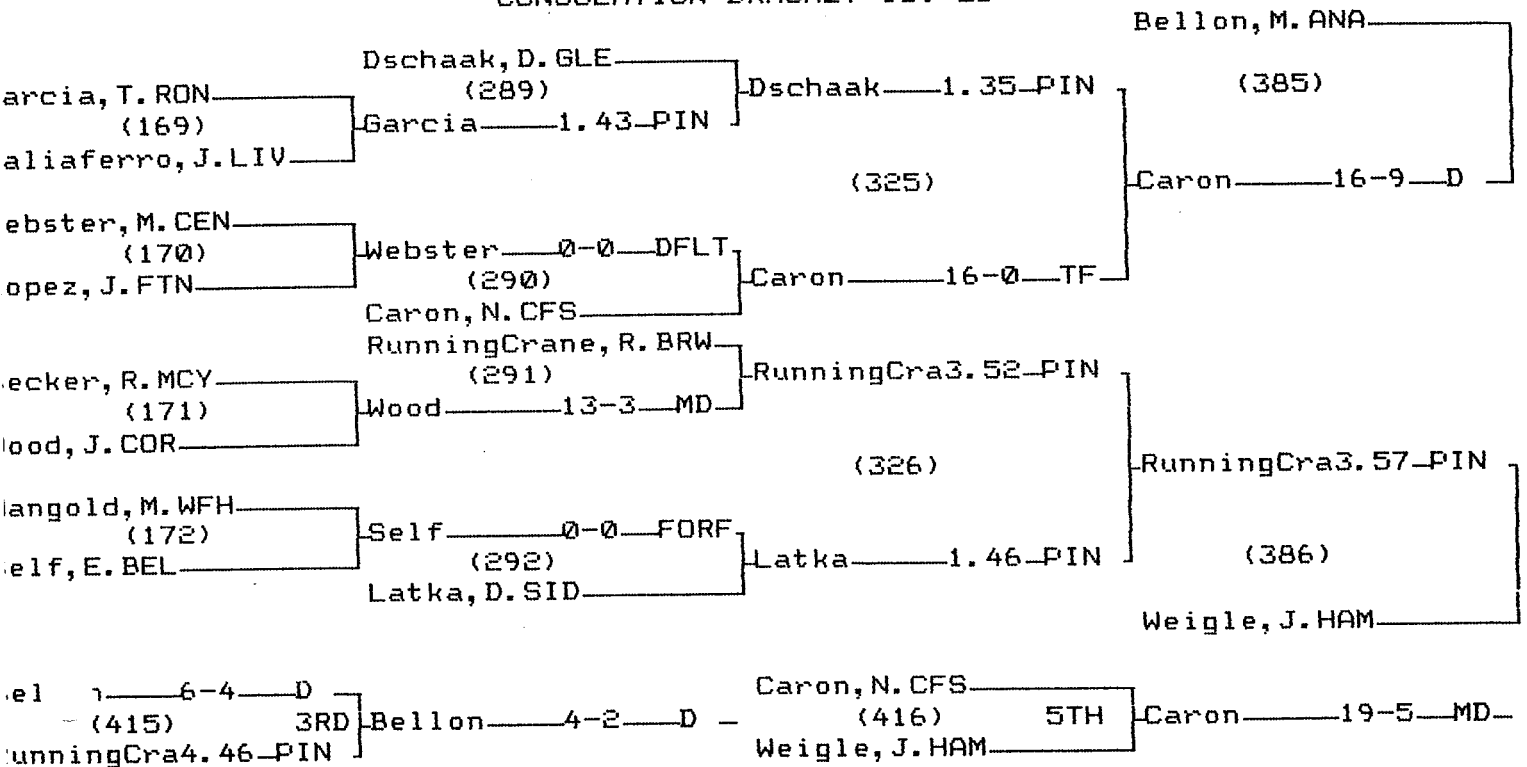 Bellon, M. ANA
Dschaak, D. GLE
arcia, T. RON
(289)
Dschaak 1.35 PIN
(385)
(169)
Garcia 1.43 PIN
aliaferro, J. LIV
(325)
Caron 16-9 D
ebster, M. CEN
(170)
Webster 0-0 DFLT
opez, J. FTN
(290)
Caron 16-0 TF
Caron, N. CFS
RunningCrane, R. BRW
ecker, R. MCY
(291)
RunningCra3.52 PIN
(171)
Wood 13-3 MD
ood, J. COR
(326)
RunningCra3.57 PIN
angold, M. WFH
(172)
Self 0-0 FORF
elf, E. BEL
(292)
Latka 1.46 PIN
(386)
Latka, D. SID
Weigle, J. HAM
el 6-4 D
Caron, N. CFS
(415) 3RD Bellon 4-2 D
(416) 5TH Caron 19-5 MD
unningCra4.46 PIN
Weigle, J. HAM